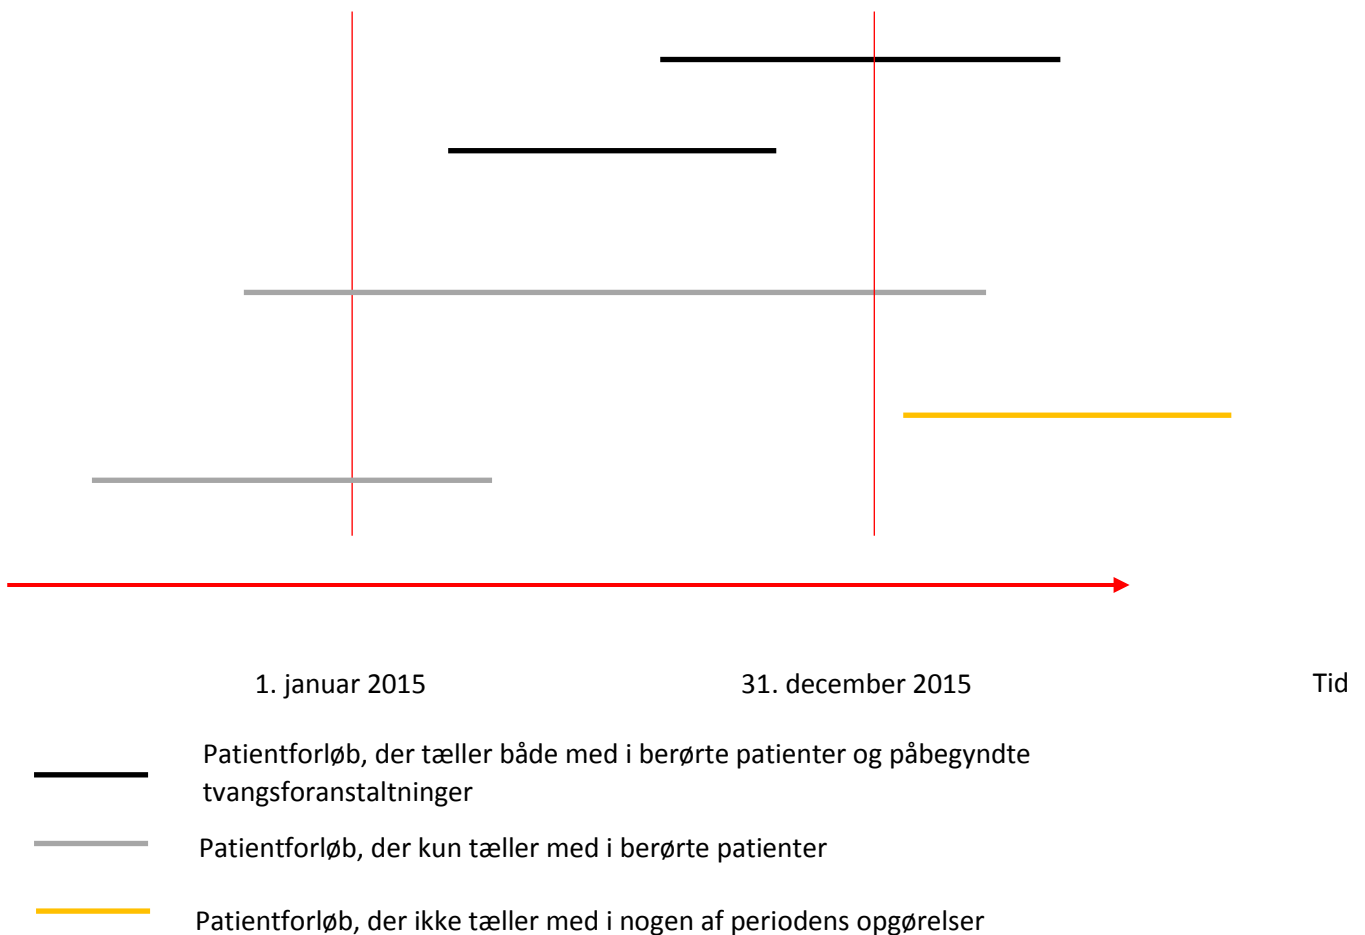 1. januar 2015
31. december 2015
Tid
Patientforløb, der tæller både med i berørte patienter og påbegyndte
tvangsforanstaltninger
Patientforløb, der kun tæller med i berørte patienter
Patientforløb, der ikke tæller med i nogen af periodens opgørelser